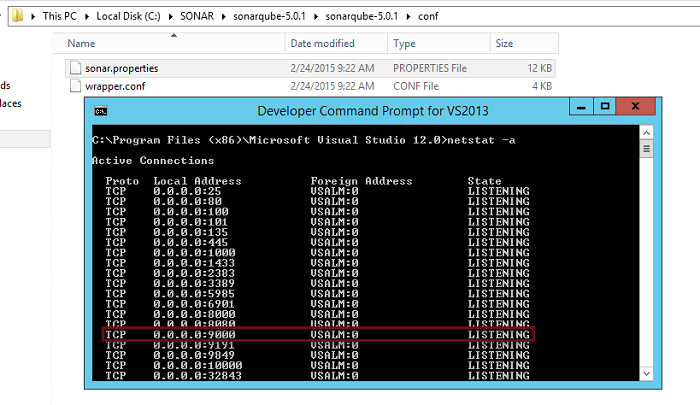 This PC ▸ Local Disk (C:) ▸ SONAR ▸ sonarqube-5.0.1 ▸ sonarqube-5.0.1 ▸ conf
Name Date modified Type Size
sonar.properties 2/24/2015 9:22 AM PROPERTIES File 12 KB
wrapper.conf 2/24/2015 9:22 AM CONF File 4 KB
ds
laces
Developer Command Prompt for VS2013
C:\Program Files (x86)\Microsoft Visual Studio 12.0>netstat -a
Active Connections
Proto Local Address Foreign Address State
TCP 0.0.0.0:25 VSALM:0 LISTENING
TCP 0.0.0.0:80 VSALM:0 LISTENING
TCP 0.0.0.0:100 VSALM:0 LISTENING
TCP 0.0.0.0:101 VSALM:0 LISTENING
TCP 0.0.0.0:135 VSALM:0 LISTENING
TCP 0.0.0.0:445 VSALM:0 LISTENING
TCP 0.0.0.0:1000 VSALM:0 LISTENING
TCP 0.0.0.0:1433 VSALM:0 LISTENING
TCP 0.0.0.0:2383 VSALM:0 LISTENING
TCP 0.0.0.0:3389 VSALM:0 LISTENING
TCP 0.0.0.0:5985 VSALM:0 LISTENING
TCP 0.0.0.0:6901 VSALM:0 LISTENING
TCP 0.0.0.0:8000 VSALM:0 LISTENING
TCP 0.0.0.0:8080 VSALM:0 LISTENING
TCP 0.0.0.0:9000 VSALM:0 LISTENING
TCP 0.0.0.0:9191 VSALM:0 LISTENING
TCP 0.0.0.0:9849 VSALM:0 LISTENING
TCP 0.0.0.0:10000 VSALM:0 LISTENING
TCP 0.0.0.0:32843 VSALM:0 LISTENING